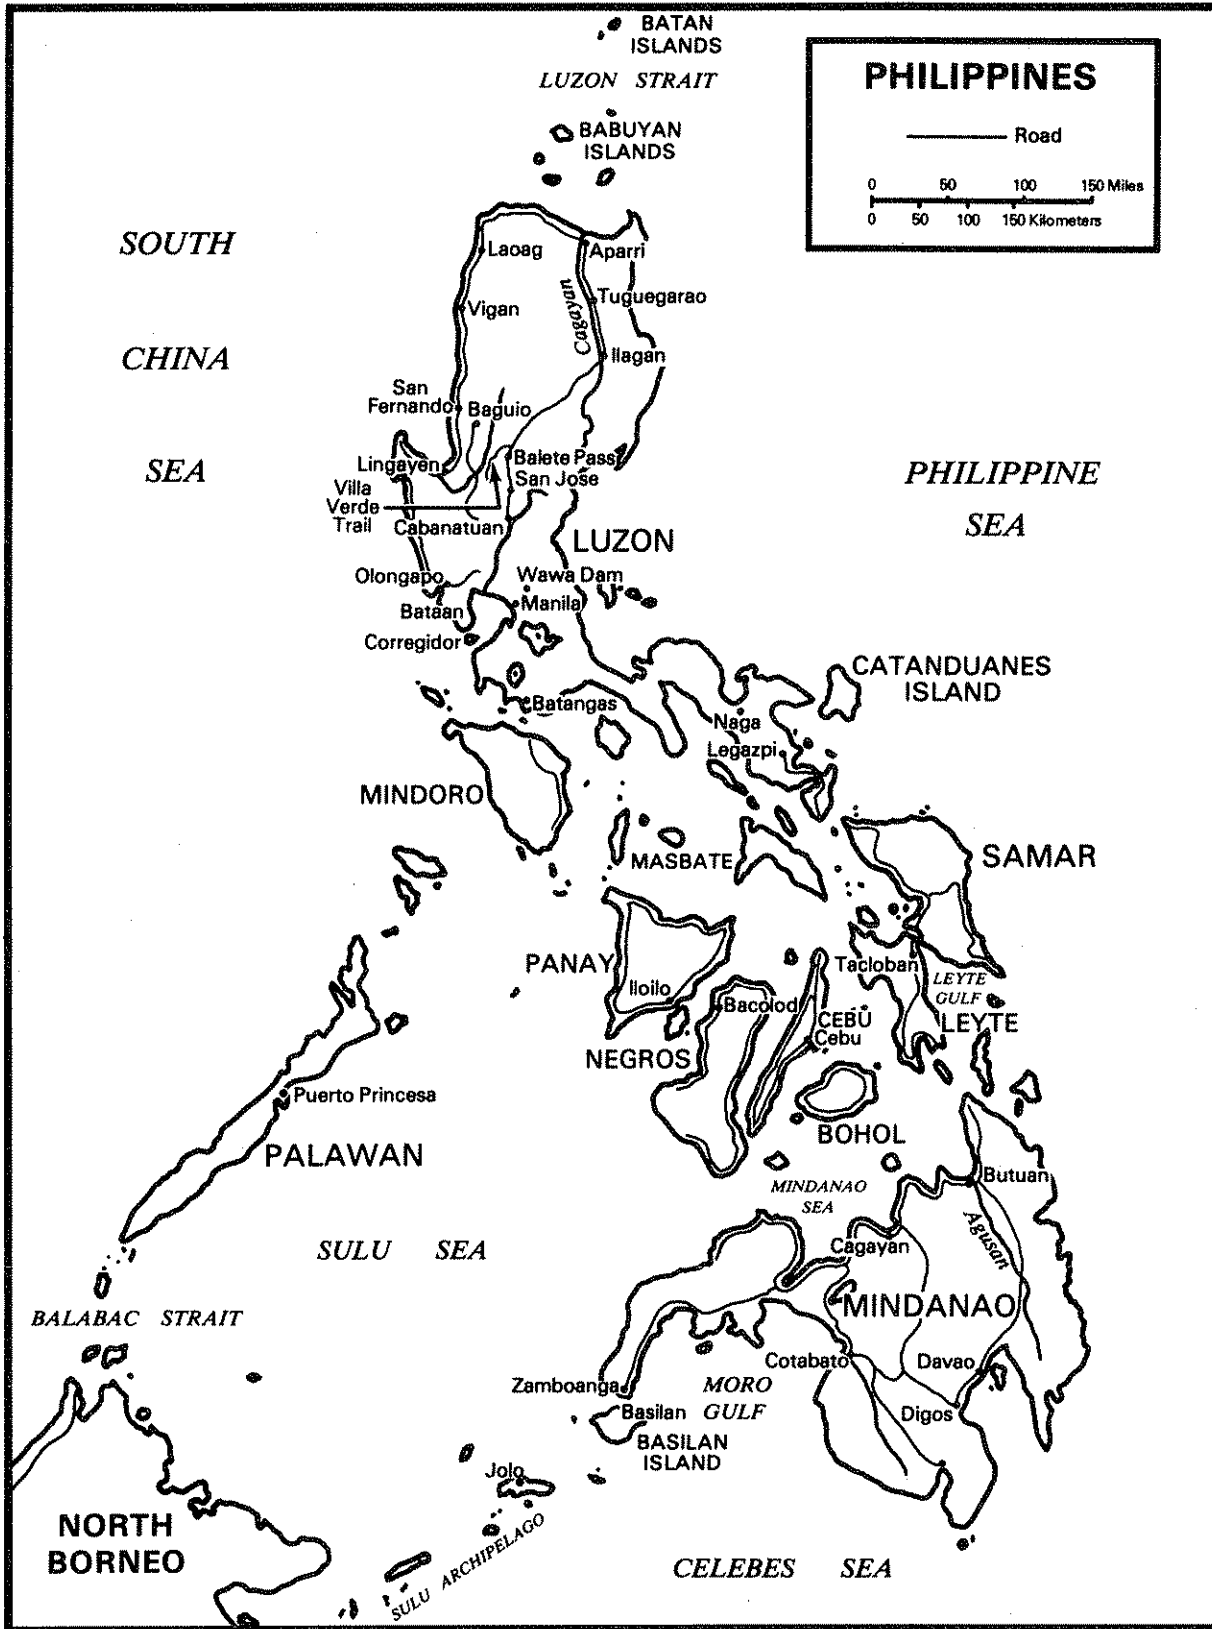 BATAN
ISLANDS
LUZON STRAIT
BABUYAN
ISLANDS
PHILIPPINES
Road
0 50 100 150 Miles
0 50 100 150 Kilometers
SOUTH
CHINA
SEA
Laoag
Aparri
Vigan
Cagayan
Tuguegarao
Ilagan
San
Fernando
Baguio
Lingayen
Balete Pass
San Jose
Villa
Verde
Trail
Cabanatuan
PHILIPPINE
SEA
LUZON
Olongapo
Wawa Dam
Bataan
Manila
Corregidor
CATANDUANES
ISLAND
Batangas
Naga
Legazpi
MINDORO
MASBATE
SAMAR
PANAY
Iloilo
Tacloban
LEYTE
GULF
Bacolod
CEBU
Cebu
LEYTE
NEGROS
Puerto Princesa
PALAWAN
BOHOL
MINDANAO
SEA
Butuan
Agusan
SULU SEA
Cagayan
MINDANAO
BALABAC STRAIT
Cotabato
Davao
Zamboanga
MORO
GULF
Digos
Basilan
BASILAN
ISLAND
Jolo
NORTH
BORNEO
SULU ARCHIPELAGO
CELEBES SEA